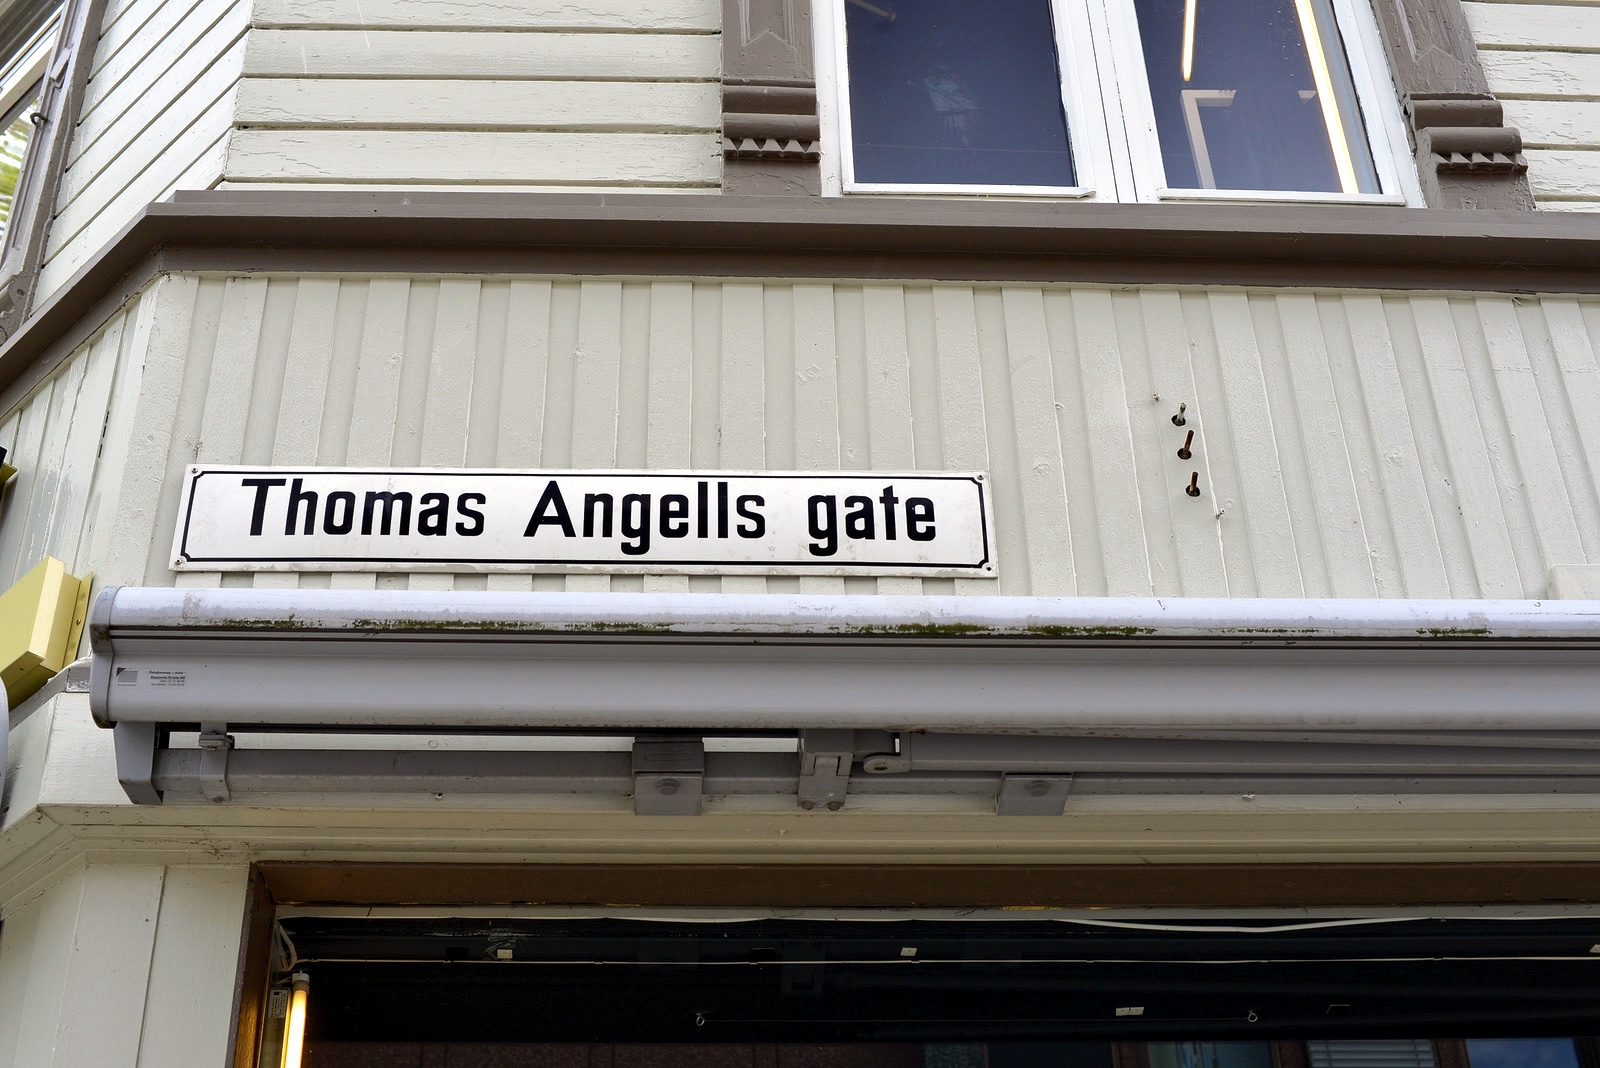 Thomas Angells gate